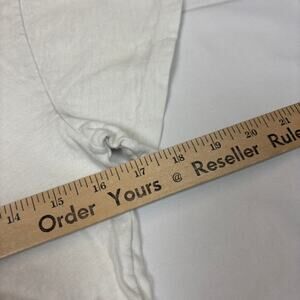 14 15 16 17 18 19 20 21
Order Yours @ Reseller Rule